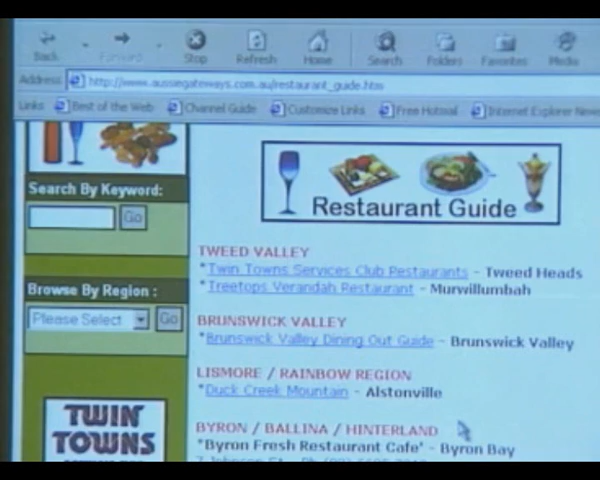 Back Forward Stop Refresh Home Search Folders Favorites Media
Address http://www.aussiegateways.com.au/restaurant_guide.htm
Links Best of the Web Channel Guide Customize Links Free Hotmail Internet Explorer News
Search By Keyword:
Go
Browse By Region :
Please Select Go
TWIN
TOWNS
Restaurant Guide
TWEED VALLEY
*Twin Towns Services Club Restaurants - Tweed Heads
*Treetops Verandah Restaurant - Murwillumbah
BRUNSWICK VALLEY
*Brunswick Valley Dining Out Guide - Brunswick Valley
LISMORE / RAINBOW REGION
*Duck Creek Mountain - Alstonville
BYRON / BALLINA / HINTERLAND
*Byron Fresh Restaurant Cafe' - Byron Bay